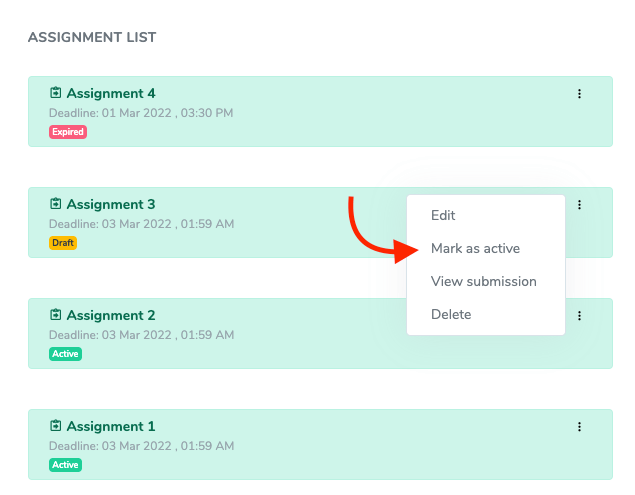 ASSIGNMENT LIST
Assignment 4
Deadline: 01 Mar 2022 , 03:30 PM
Expired
Assignment 3
Deadline: 03 Mar 2022 , 01:59 AM
Draft
Edit
Mark as active
View submission
Delete
Assignment 2
Deadline: 03 Mar 2022 , 01:59 AM
Active
Assignment 1
Deadline: 03 Mar 2022 , 01:59 AM
Active